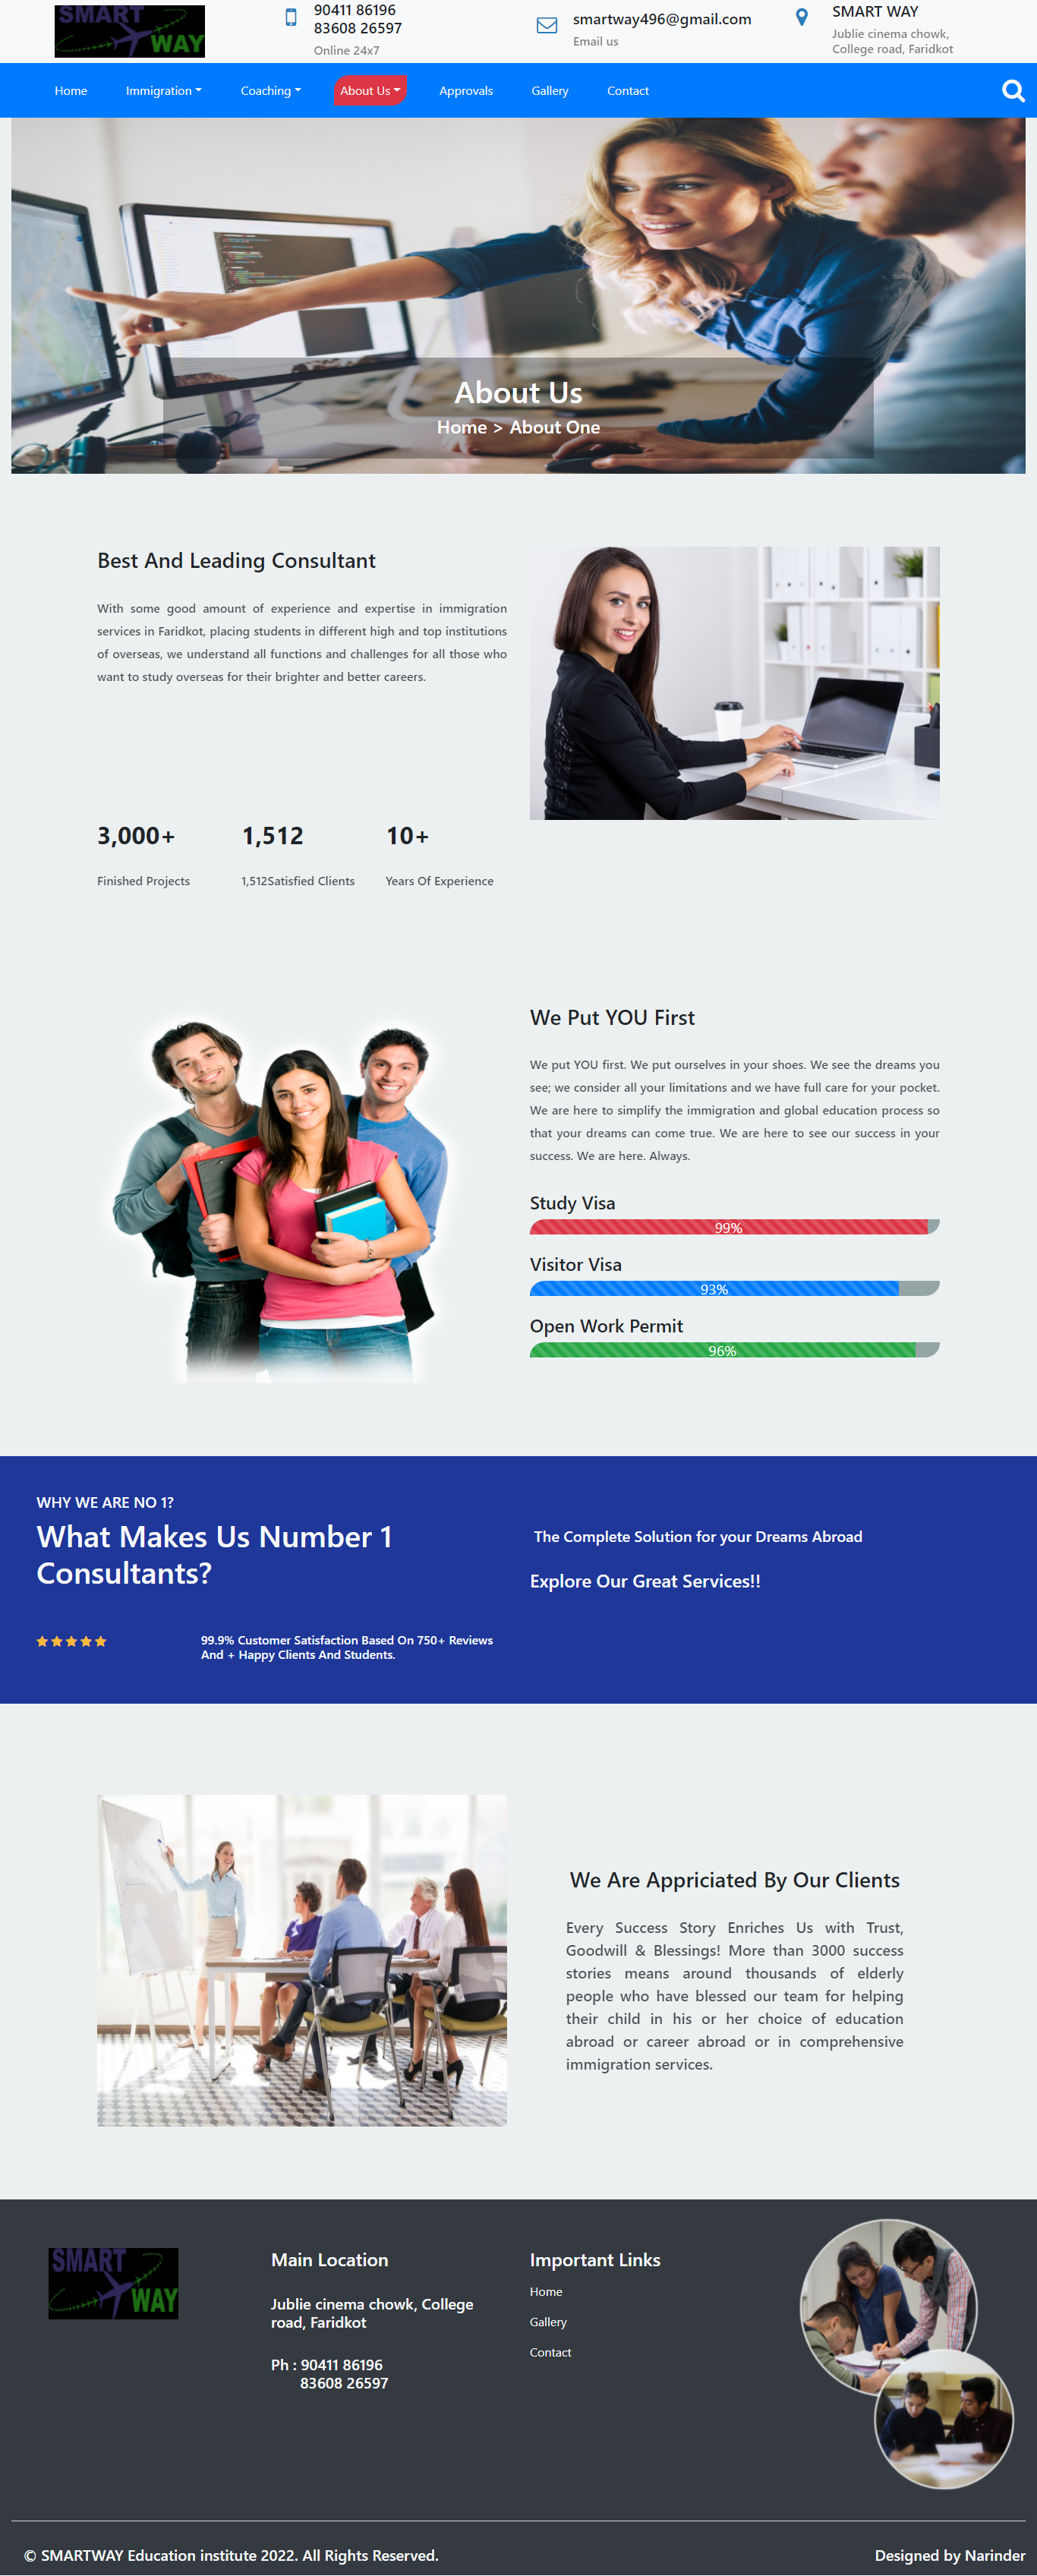 SMART
WAY
90411 86196
83608 26597
Online 24x7
smartway496@gmail.com
Email us
SMART WAY
Jublie cinema chowk,
College road, Faridkot
Home
Immigration
Coaching
About Us
Approvals
Gallery
Contact
About Us
Home > About One
Best And Leading Consultant
With some good amount of experience and expertise in immigration
services in Faridkot, placing students in different high and top institutions
of overseas, we understand all functions and challenges for all those who
want to study overseas for their brighter and better careers.
3,000+
1,512
10+
Finished Projects
1,512Satisfied Clients
Years Of Experience
We Put YOU First
We put YOU first. We put ourselves in your shoes. We see the dreams you
see; we consider all your limitations and we have full care for your pocket.
We are here to simplify the immigration and global education process so
that your dreams can come true. We are here to see our success in your
success. We are here. Always.
Study Visa
99%
Visitor Visa
93%
Open Work Permit
96%
WHY WE ARE NO 1?
What Makes Us Number 1
Consultants?
99.9% Customer Satisfaction Based On 750+ Reviews
And + Happy Clients And Students.
The Complete Solution for your Dreams Abroad
Explore Our Great Services!!
We Are Appriciated By Our Clients
Every Success Story Enriches Us with Trust,
Goodwill & Blessings! More than 3000 success
stories means around thousands of elderly
people who have blessed our team for helping
their child in his or her choice of education
abroad or career abroad or in comprehensive
immigration services.
SMART
WAY
Main Location
Jublie cinema chowk, College
road, Faridkot
Ph : 90411 86196
83608 26597
Important Links
Home
Gallery
Contact
© SMARTWAY Education institute 2022. All Rights Reserved.
Designed by Narinder